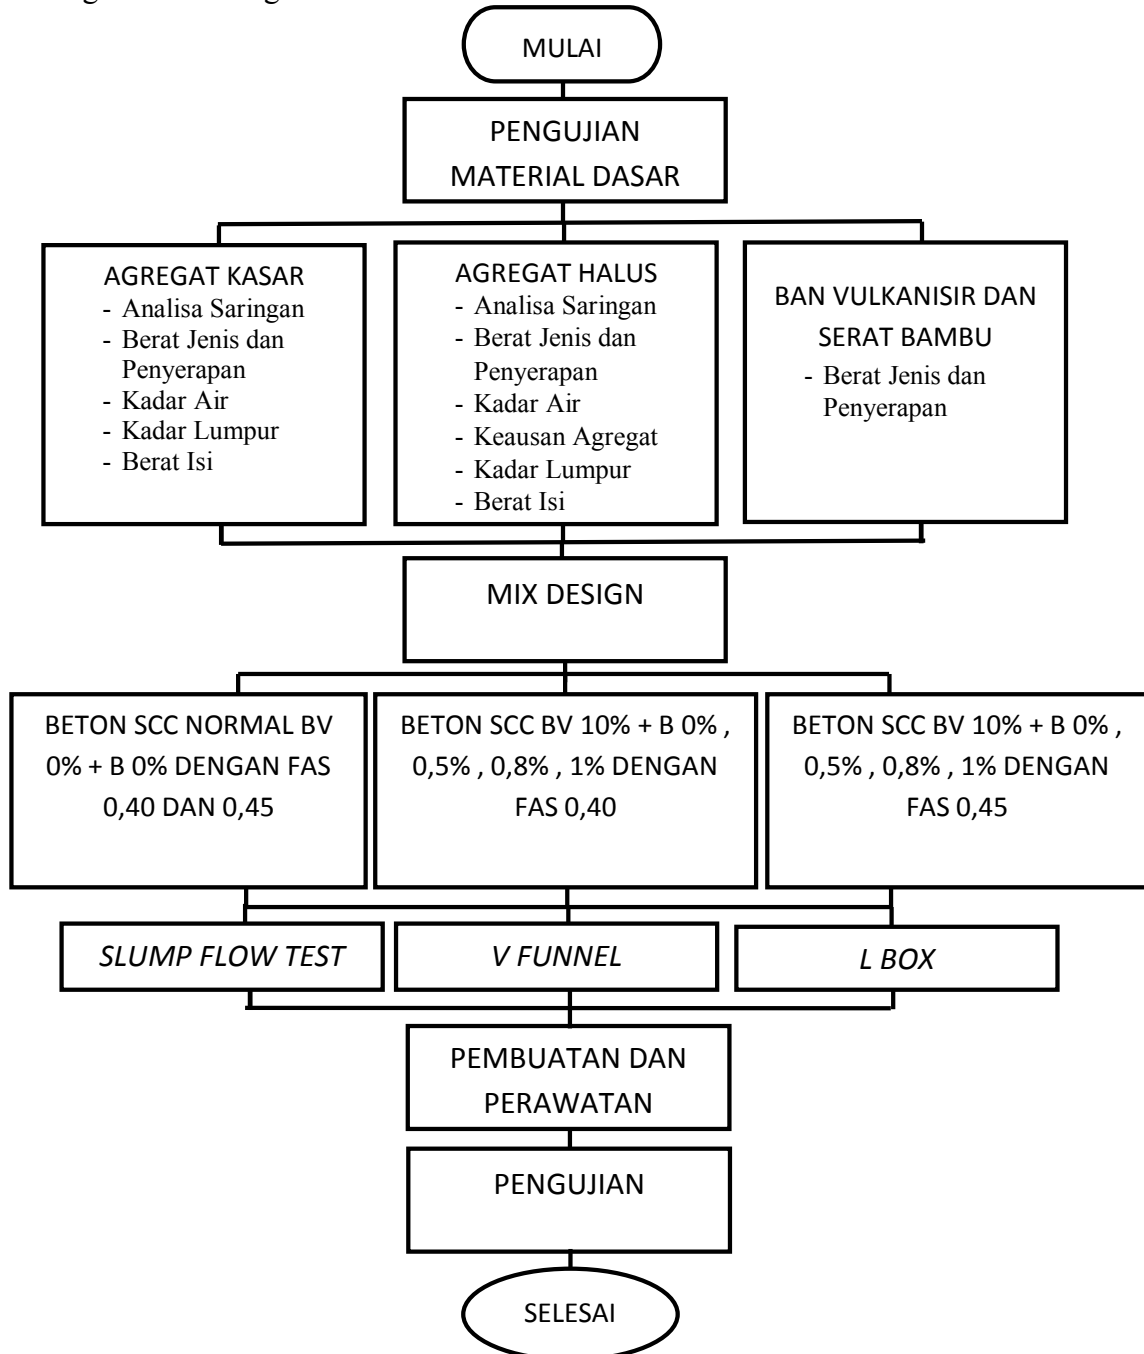 MULAI
PENGUJIAN
MATERIAL DASAR
AGREGAT KASAR
- Analisa Saringan
- Berat Jenis dan
Penyerapan
- Kadar Air
- Kadar Lumpur
- Berat Isi
AGREGAT HALUS
- Analisa Saringan
- Berat Jenis dan
Penyerapan
- Kadar Air
- Keausan Agregat
- Kadar Lumpur
- Berat Isi
BAN VULKANISIR DAN
SERAT BAMBU
- Berat Jenis dan
Penyerapan
MIX DESIGN
BETON SCC NORMAL BV
0% + B 0% DENGAN FAS
0,40 DAN 0,45
BETON SCC BV 10% + B 0% ,
0,5% , 0,8% , 1% DENGAN
FAS 0,40
BETON SCC BV 10% + B 0% ,
0,5% , 0,8% , 1% DENGAN
FAS 0,45
SLUMP FLOW TEST
V FUNNEL
L BOX
PEMBUATAN DAN
PERAWATAN
PENGUJIAN
SELESAI